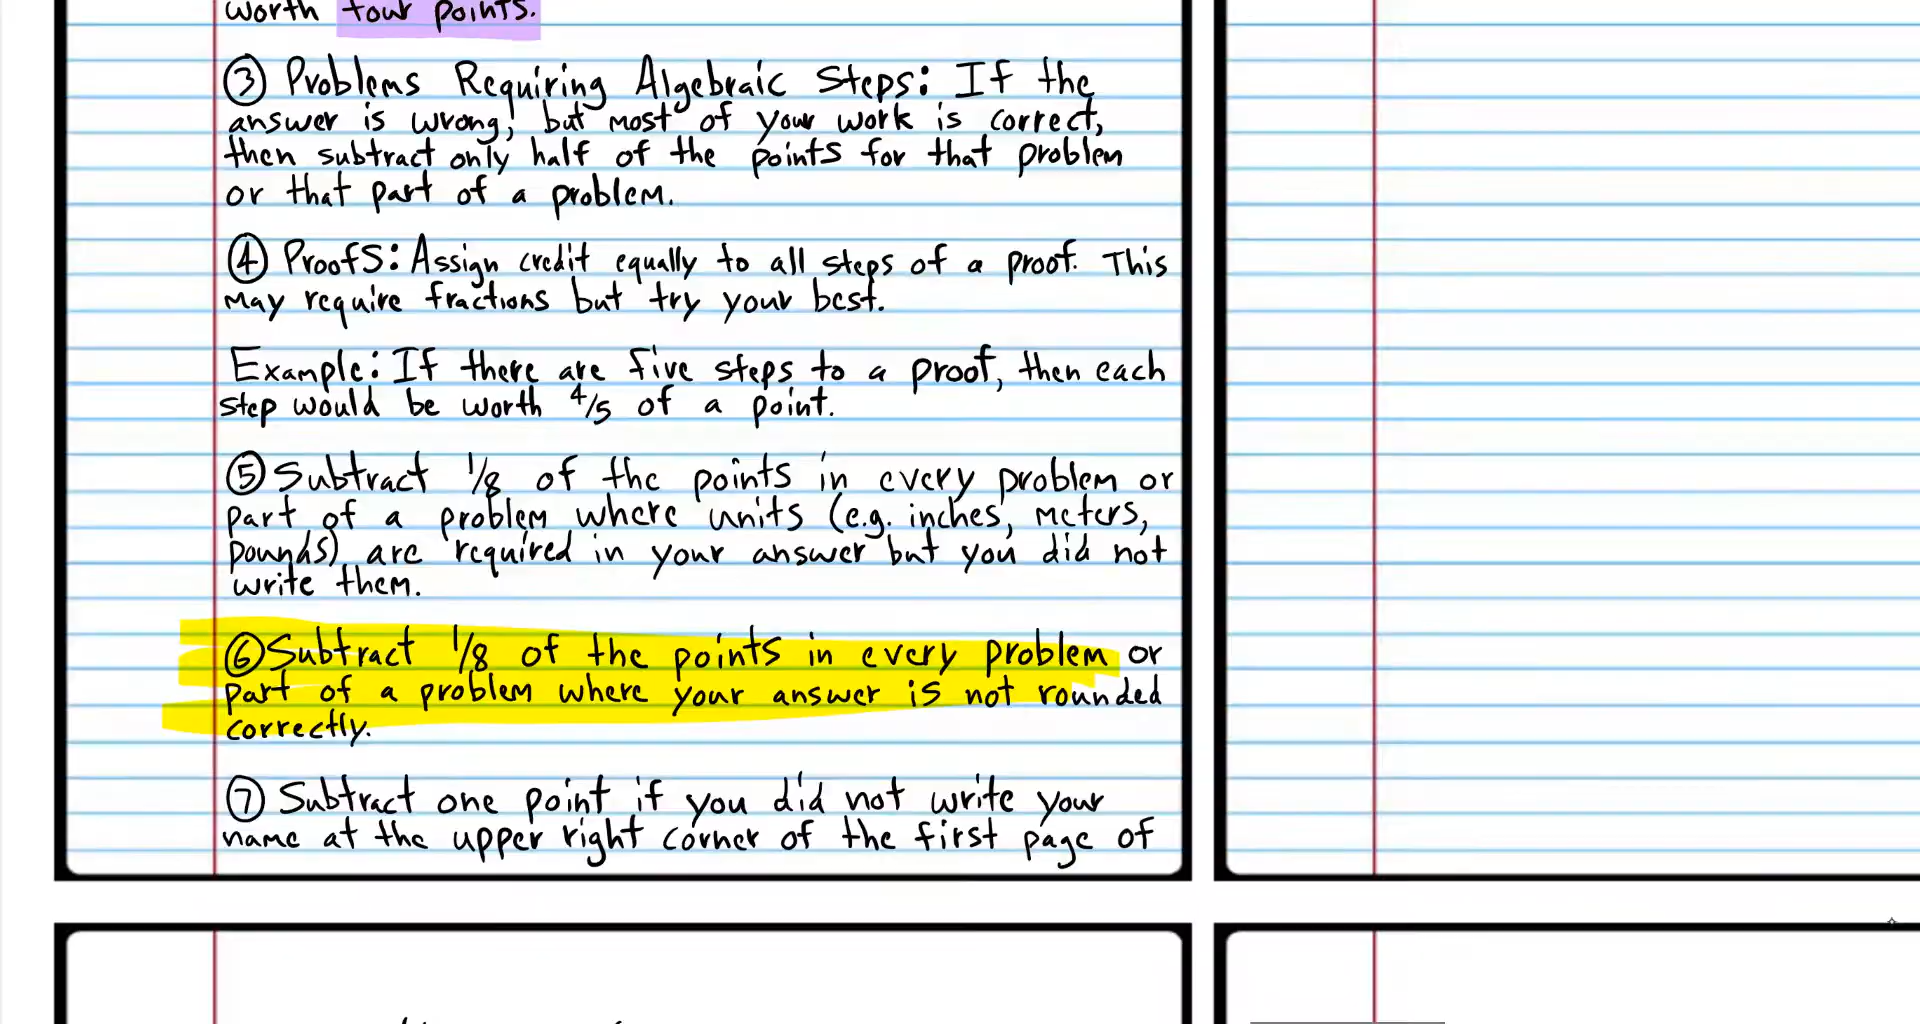 worth four points.
③ Problems Requiring Algebraic Steps: If the
answer is wrong, but most of your work is correct,
then subtract only half of the points for that problem
or that part of a problem.
④ Proofs: Assign credit equally to all steps of a proof. This
may require fractions but try your best.
Example: If there are five steps to a proof, then each
step would be worth 4/5 of a point.
⑤ Subtract 1/8 of the points in every problem or
part of a problem where units (e.g. inches, meters,
pounds) are required in your answer but you did not
write them.
⑥ Subtract 1/8 of the points in every problem or
part of a problem where your answer is not rounded
correctly.
⑦ Subtract one point if you did not write your
name at the upper right corner of the first page of